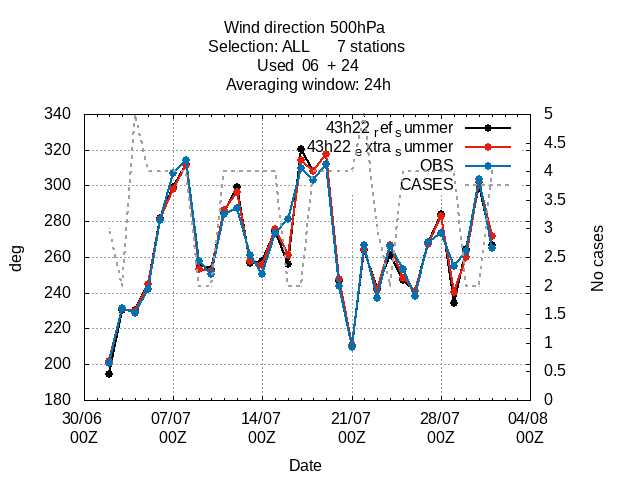 Wind direction 500hPa
Selection: ALL 7 stations
Used 06 + 24
Averaging window: 24h
43h22_ref_summer
43h22_extra_summer
OBS
CASES
340
320
300
280
260
240
220
200
180
deg
5
4.5
4
3.5
3
2.5
2
1.5
1
0.5
0
No cases
30/06 07/07 14/07 21/07 28/07 04/08
00Z 00Z 00Z 00Z 00Z 00Z
Date